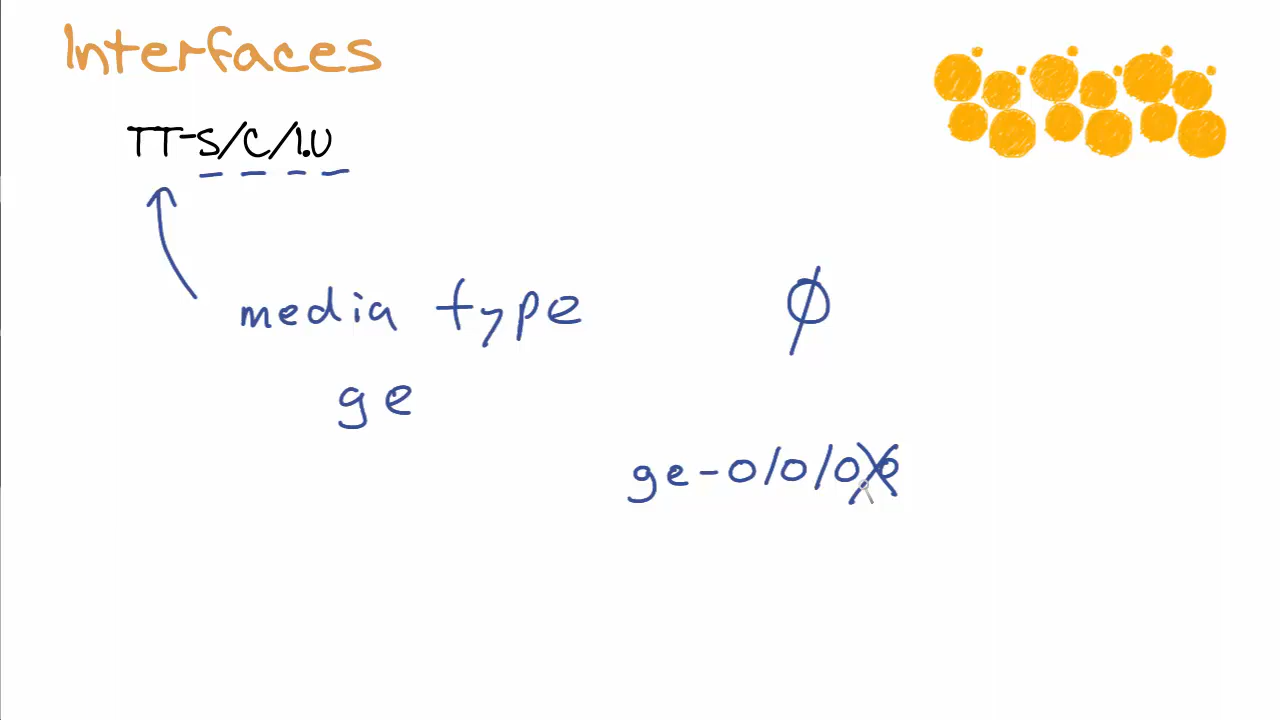 Interfaces
TT-S/C/I.U
media type
ø
ge
ge-0/0/0